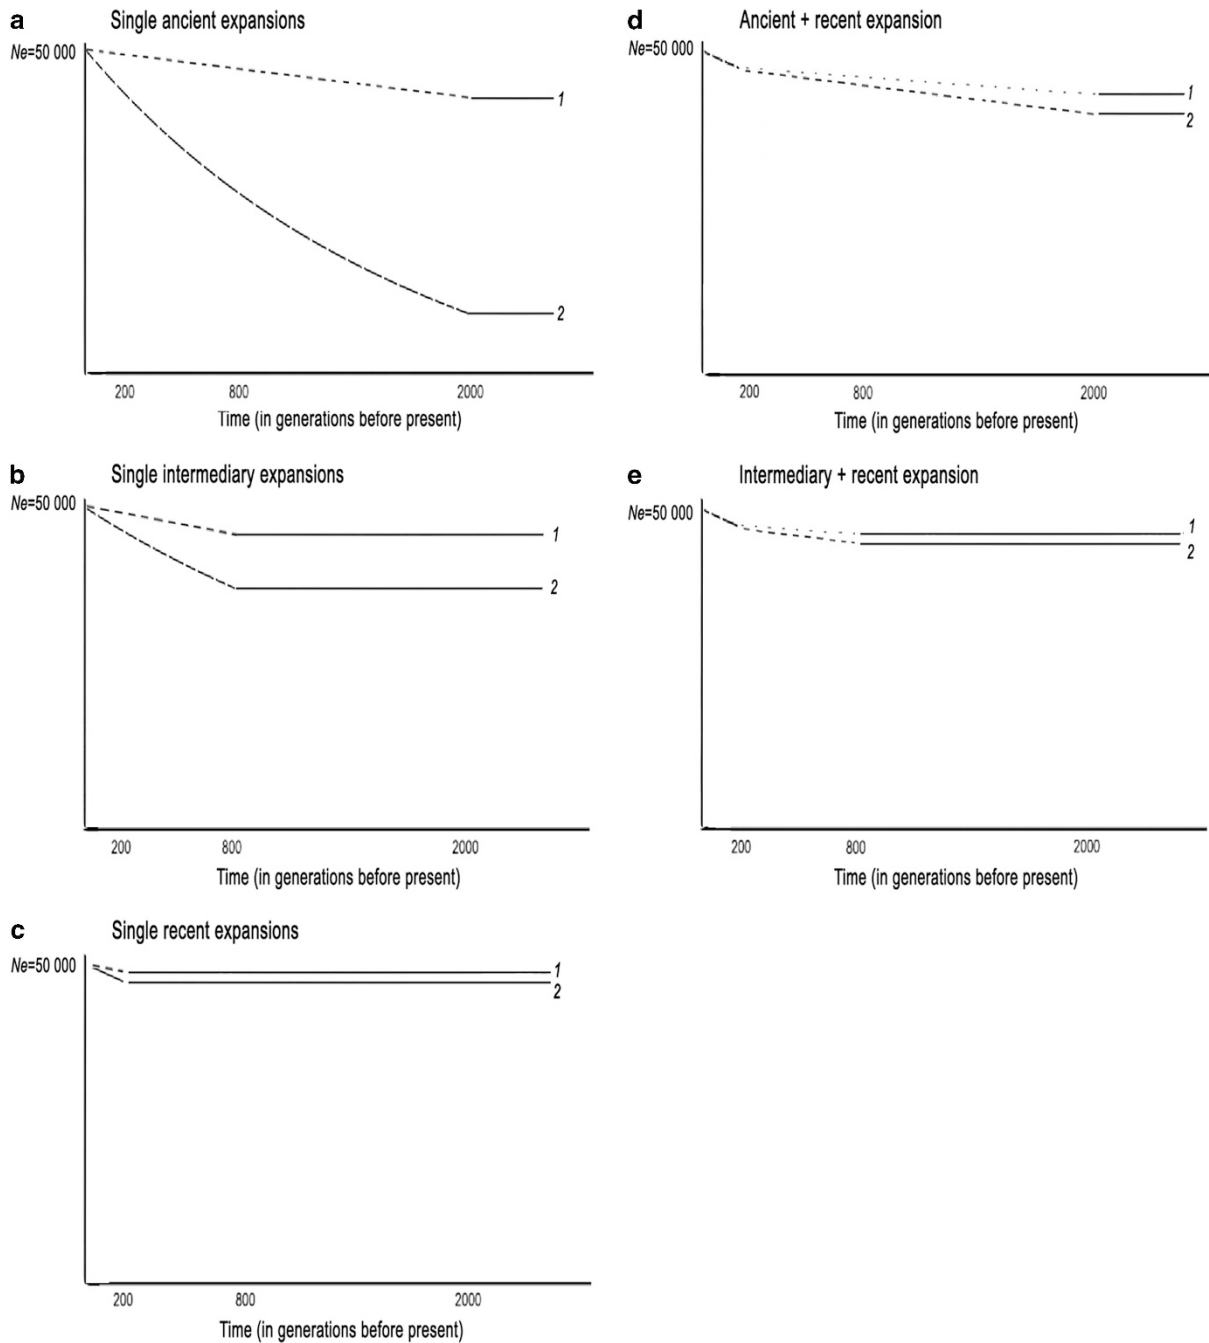 a
Single ancient expansions
Ne=50 000
1
2
200 800 2000
Time (in generations before present)
b
Single intermediary expansions
Ne=50 000
1
2
200 800 2000
Time (in generations before present)
c
Single recent expansions
Ne=50 000
1
2
200 800 2000
Time (in generations before present)
d
Ancient + recent expansion
Ne=50 000
1
2
200 800 2000
Time (in generations before present)
e
Intermediary + recent expansion
Ne=50 000
1
2
200 800 2000
Time (in generations before present)